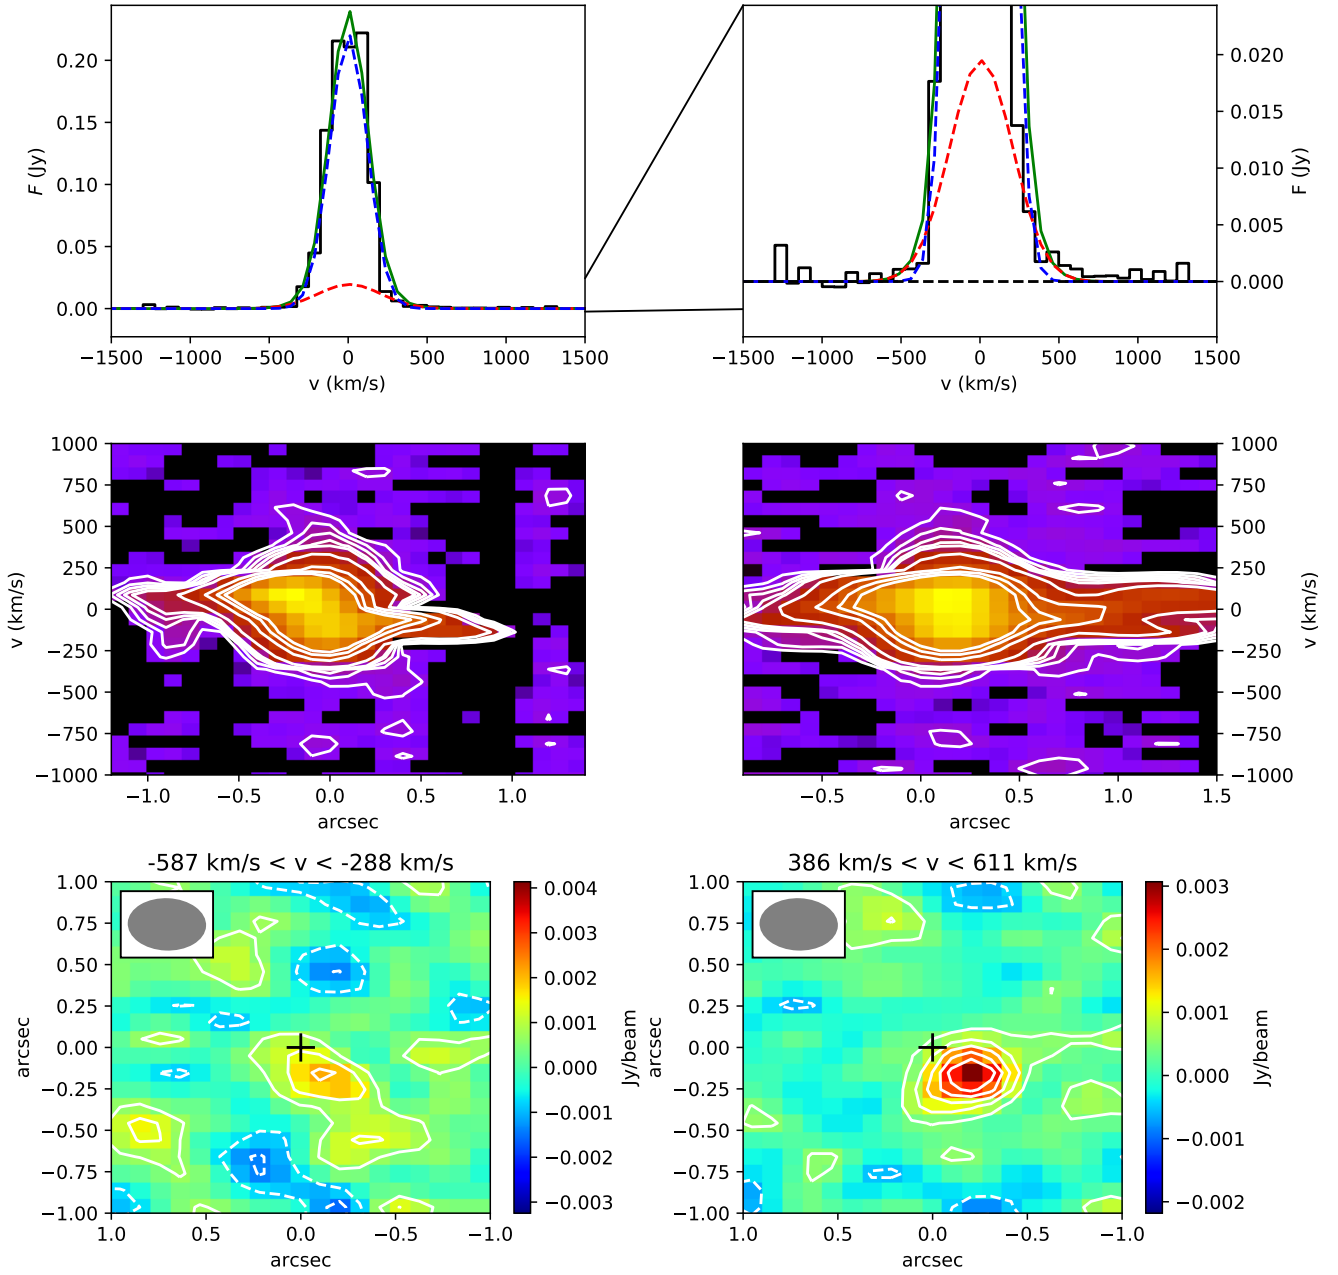 0.20
0.15
0.10
0.05
0.00
F (Jy)
−1500 −1000 −500 0 500 1000 1500
v (km/s)
0.020
0.015
0.010
0.005
0.000
F (Jy)
−1500 −1000 −500 0 500 1000 1500
v (km/s)
1000
750
500
250
0
−250
−500
−750
−1000
v (km/s)
−1.0 −0.5 0.0 0.5 1.0
arcsec
1000
750
500
250
0
−250
−500
−750
−1000
v (km/s)
−0.5 0.0 0.5 1.0 1.5
arcsec
-587 km/s < v < -288 km/s
1.00
0.75
0.50
0.25
0.00
−0.25
−0.50
−0.75
−1.00
arcsec
1.0 0.5 0.0 −0.5 −1.0
arcsec
0.004
0.003
0.002
0.001
0.000
−0.001
−0.002
−0.003
Jy/beam
386 km/s < v < 611 km/s
1.00
0.75
0.50
0.25
0.00
−0.25
−0.50
−0.75
−1.00
arcsec
1.0 0.5 0.0 −0.5 −1.0
arcsec
0.003
0.002
0.001
0.000
−0.001
−0.002
Jy/beam